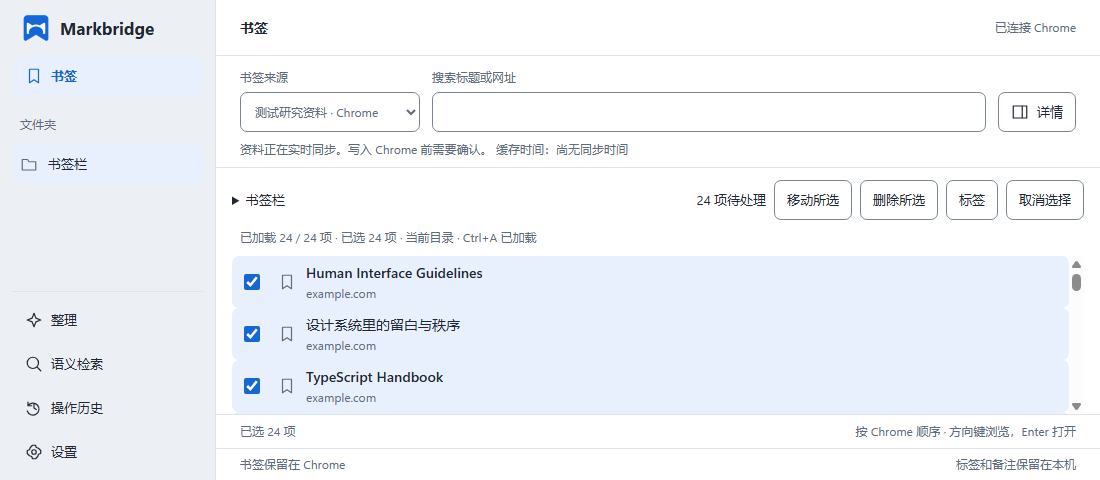 Markbridge
书签
文件夹
书签栏
整理
语义检索
操作历史
设置
书签
已连接 Chrome
书签来源
搜索标题或网址
测试研究资料 · Chrome
详情
资料正在实时同步。写入 Chrome 前需要确认。 缓存时间：尚无同步时间
书签栏
24 项待处理
移动所选
删除所选
标签
取消选择
已加载 24 / 24 项 · 已选 24 项 · 当前目录 · Ctrl+A 已加载
Human Interface Guidelines
example.com
设计系统里的留白与秩序
example.com
TypeScript Handbook
example.com
已选 24 项
按 Chrome 顺序 · 方向键浏览，Enter 打开
书签保留在 Chrome
标签和备注保留在本机